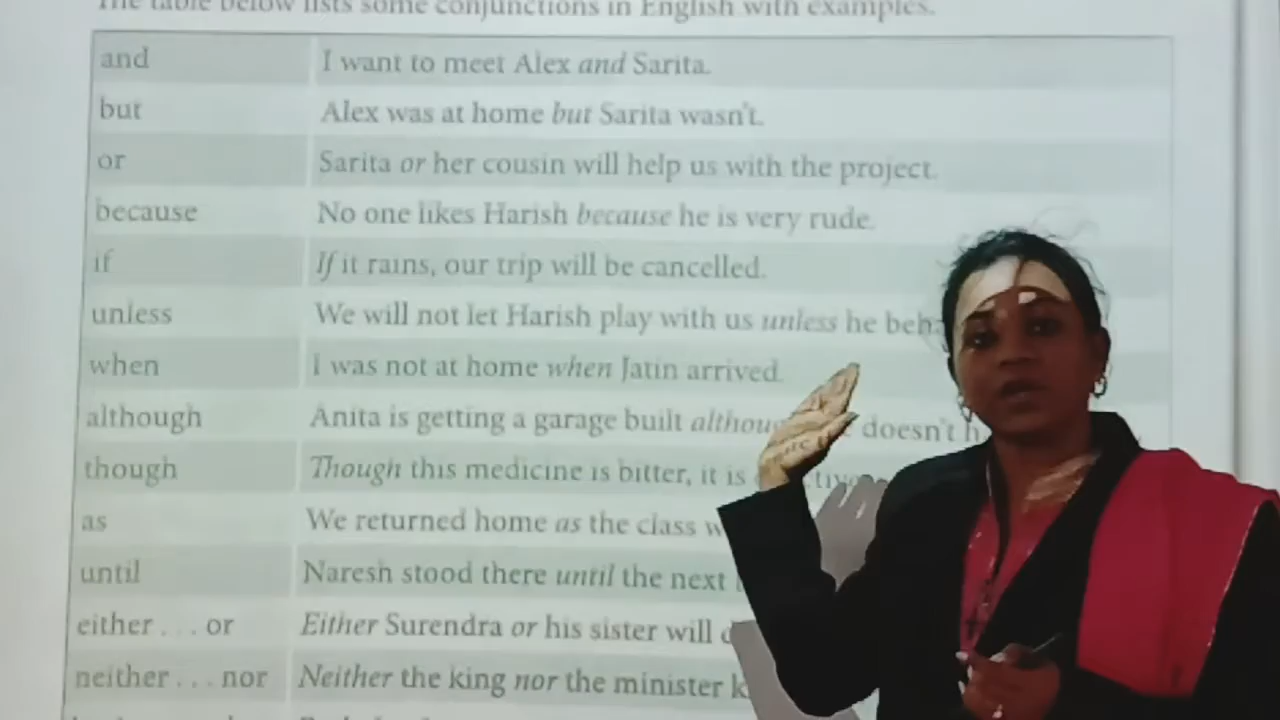 The table below lists some conjunctions in English with examples.
and I want to meet Alex and Sarita.
but Alex was at home but Sarita wasn't.
or Sarita or her cousin will help us with the project.
because No one likes Harish because he is very rude.
if If it rains, our trip will be cancelled.
unless We will not let Harish play with us unless he
when I was not at home when Jatin arrived.
although Anita is getting a garage built doesn't
though Though this medicine is bitter, it is
as We returned home as the class
until Naresh stood there until the next
either . . . or Either Surendra or his sister will
neither . . . nor Neither the king nor the minister